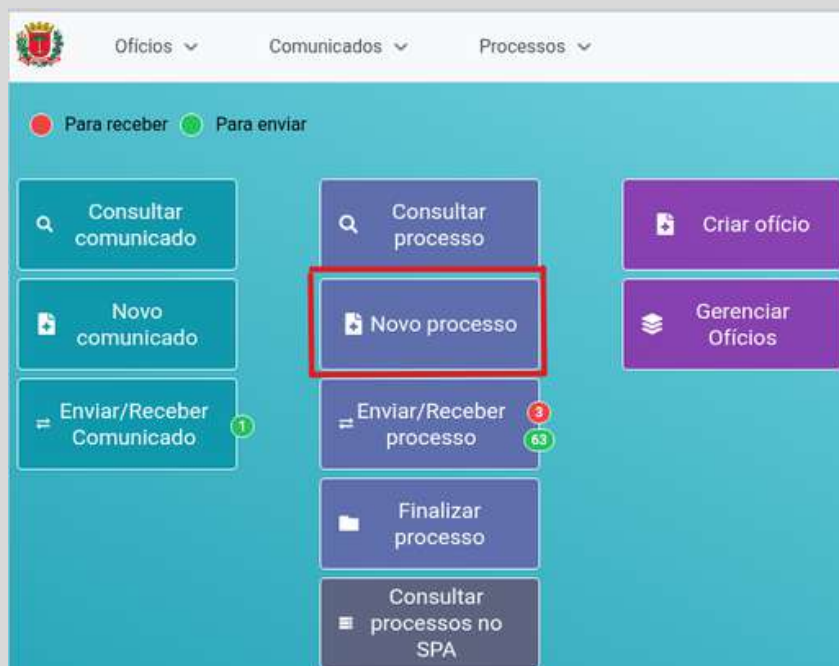 Ofícios
Comunicados
Processos
Para receber
Para enviar
Consultar
comunicado
Novo
comunicado
Enviar/Receber
Comunicado
1
Consultar
processo
Novo processo
Enviar/Receber
processo
3
63
Finalizar
processo
Consultar
processos no
SPA
Criar ofício
Gerenciar
Ofícios